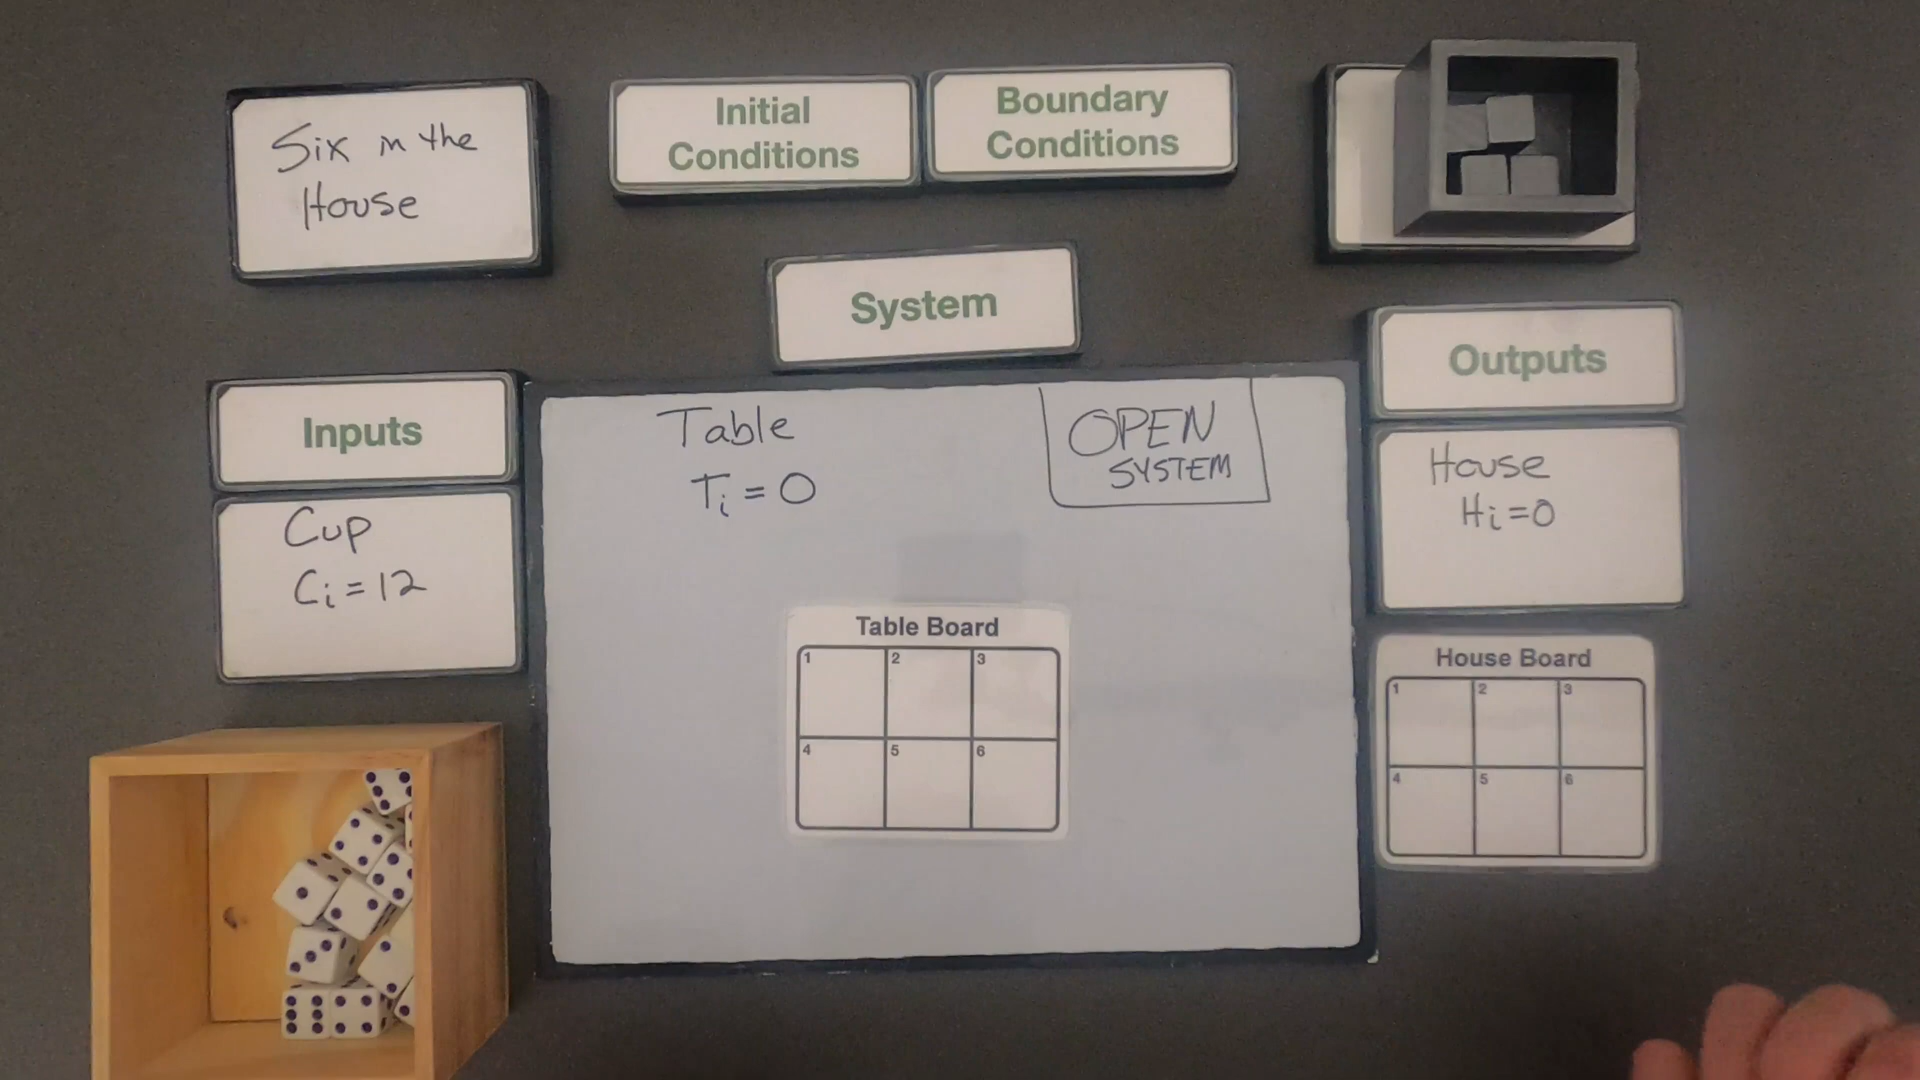 Six in the
House
Initial
Conditions
Boundary
Conditions
System
Inputs
Cup
Ci = 12
Table
Ti = 0
OPEN
SYSTEM
Table Board
1 2 3
4 5 6
Outputs
House
Hi = 0
House Board
1 2 3
4 5 6